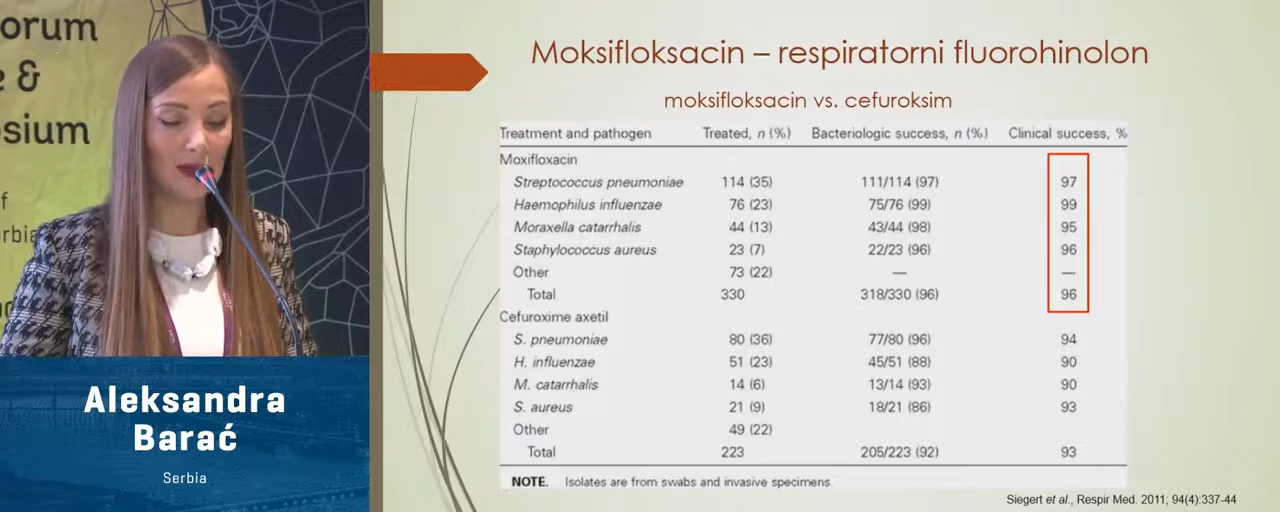 orum
e &
osium
f
rbia
Aleksandra
Barać
Serbia
Moksifloksacin – respiratorni fluorohinolon
moksifloksacin vs. cefuroksim
Treatment and pathogen Treated, n (%) Bacteriologic success, n (%) Clinical success, %
Moxifloxacin
Streptococcus pneumoniae 114 (35) 111/114 (97) 97
Haemophilus influenzae 76 (23) 75/76 (99) 99
Moraxella catarrhalis 44 (13) 43/44 (98) 95
Staphylococcus aureus 23 (7) 22/23 (96) 96
Other 73 (22) — —
Total 330 318/330 (96) 96
Cefuroxime axetil
S. pneumoniae 80 (36) 77/80 (96) 94
H. influenzae 51 (23) 45/51 (88) 90
M. catarrhalis 14 (6) 13/14 (93) 90
S. aureus 21 (9) 18/21 (86) 93
Other 49 (22)
Total 223 205/223 (92) 93
NOTE. Isolates are from swabs and invasive specimens.
Siegert et al., Respir Med. 2011; 94(4):337-44